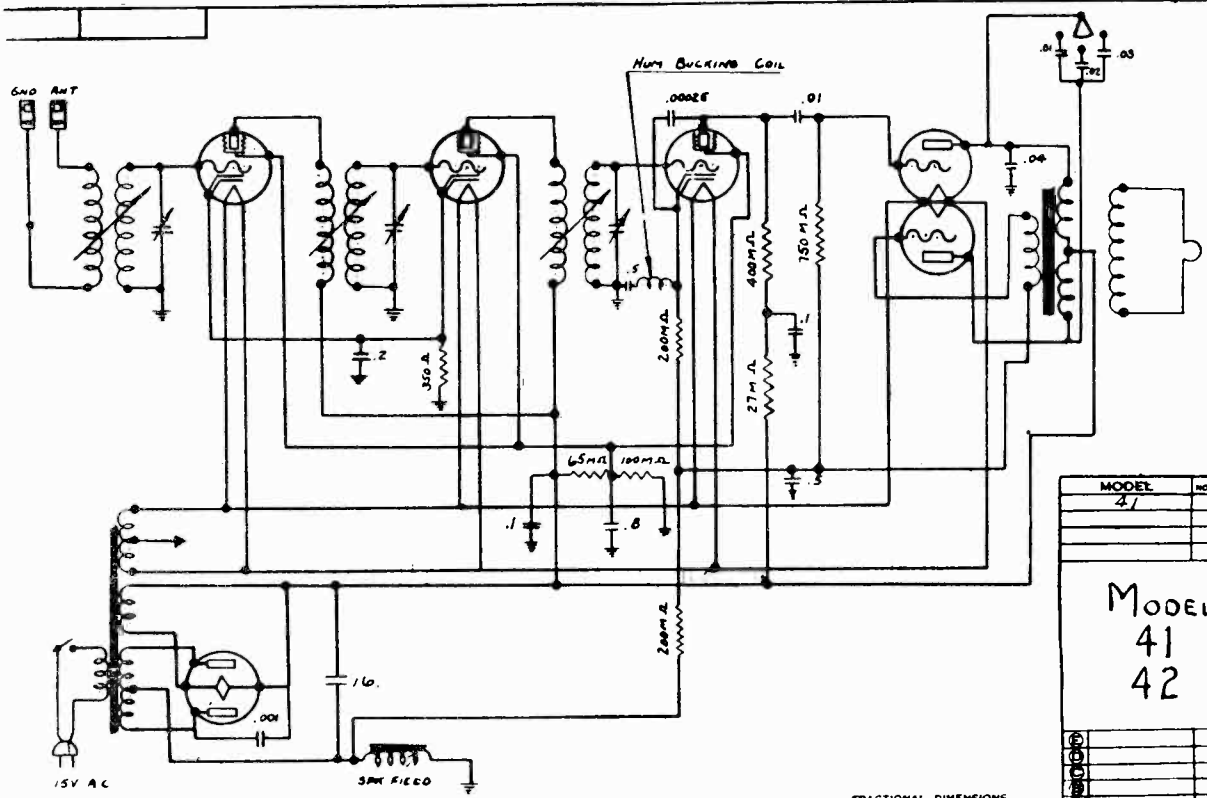 HUM BUCKING COIL
GND ANT
.00025
.01
.01
.02
.03
.04
400MΩ
750MΩ
.5
.2
350Ω
200MΩ
.1
27MΩ
65MΩ 100MΩ
.5
.1
.8
MODEL NO
41
MODEL
41
42
200MΩ
16.
.001
15V AC
SPK FIELD
FRACTIONAL DIMENSIONS